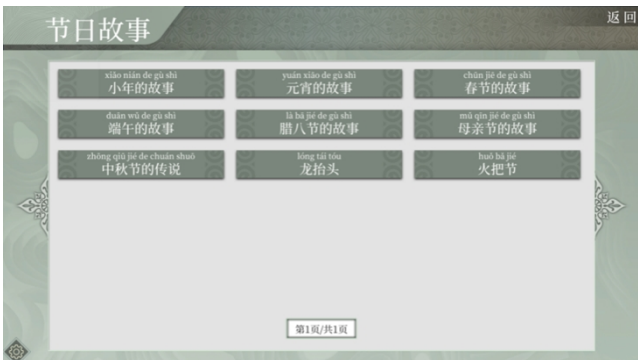 节日故事
返回
xiǎo nián de gù shì
小年的故事
yuán xiāo de gù shì
元宵的故事
chūn jié de gù shì
春节的故事
duān wǔ de gù shì
端午的故事
là bā jié de gù shì
腊八节的故事
mǔ qīn jié de gù shì
母亲节的故事
zhōng qiū jié de chuán shuō
中秋节的传说
lóng tái tóu
龙抬头
huǒ bǎ jié
火把节
第1页/共1页